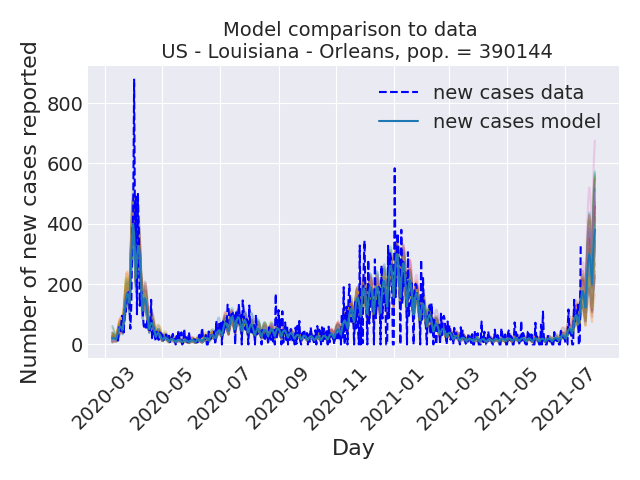 Model comparison to data
US - Louisiana - Orleans, pop. = 390144
new cases data
new cases model
Number of new cases reported
800
600
400
200
0
2020-03
2020-05
2020-07
2020-09
2020-11
2021-01
2021-03
2021-05
2021-07
Day